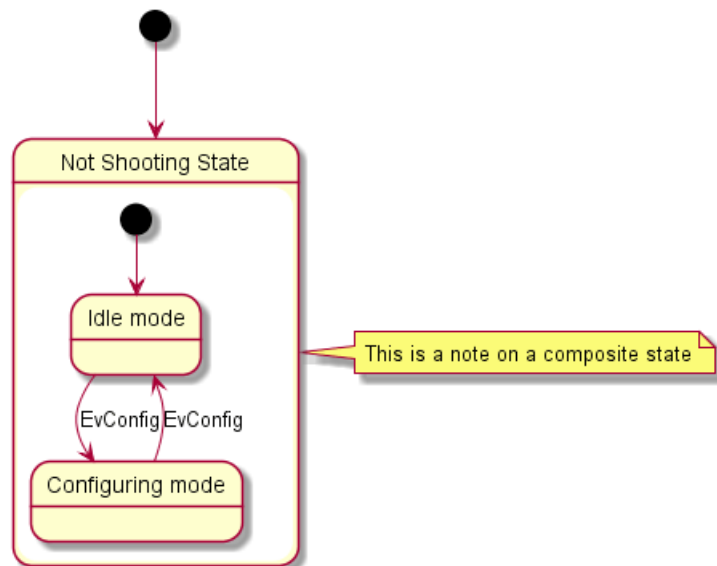 Not Shooting State
Idle mode
This is a note on a composite state
EvConfig EvConfig
Configuring mode